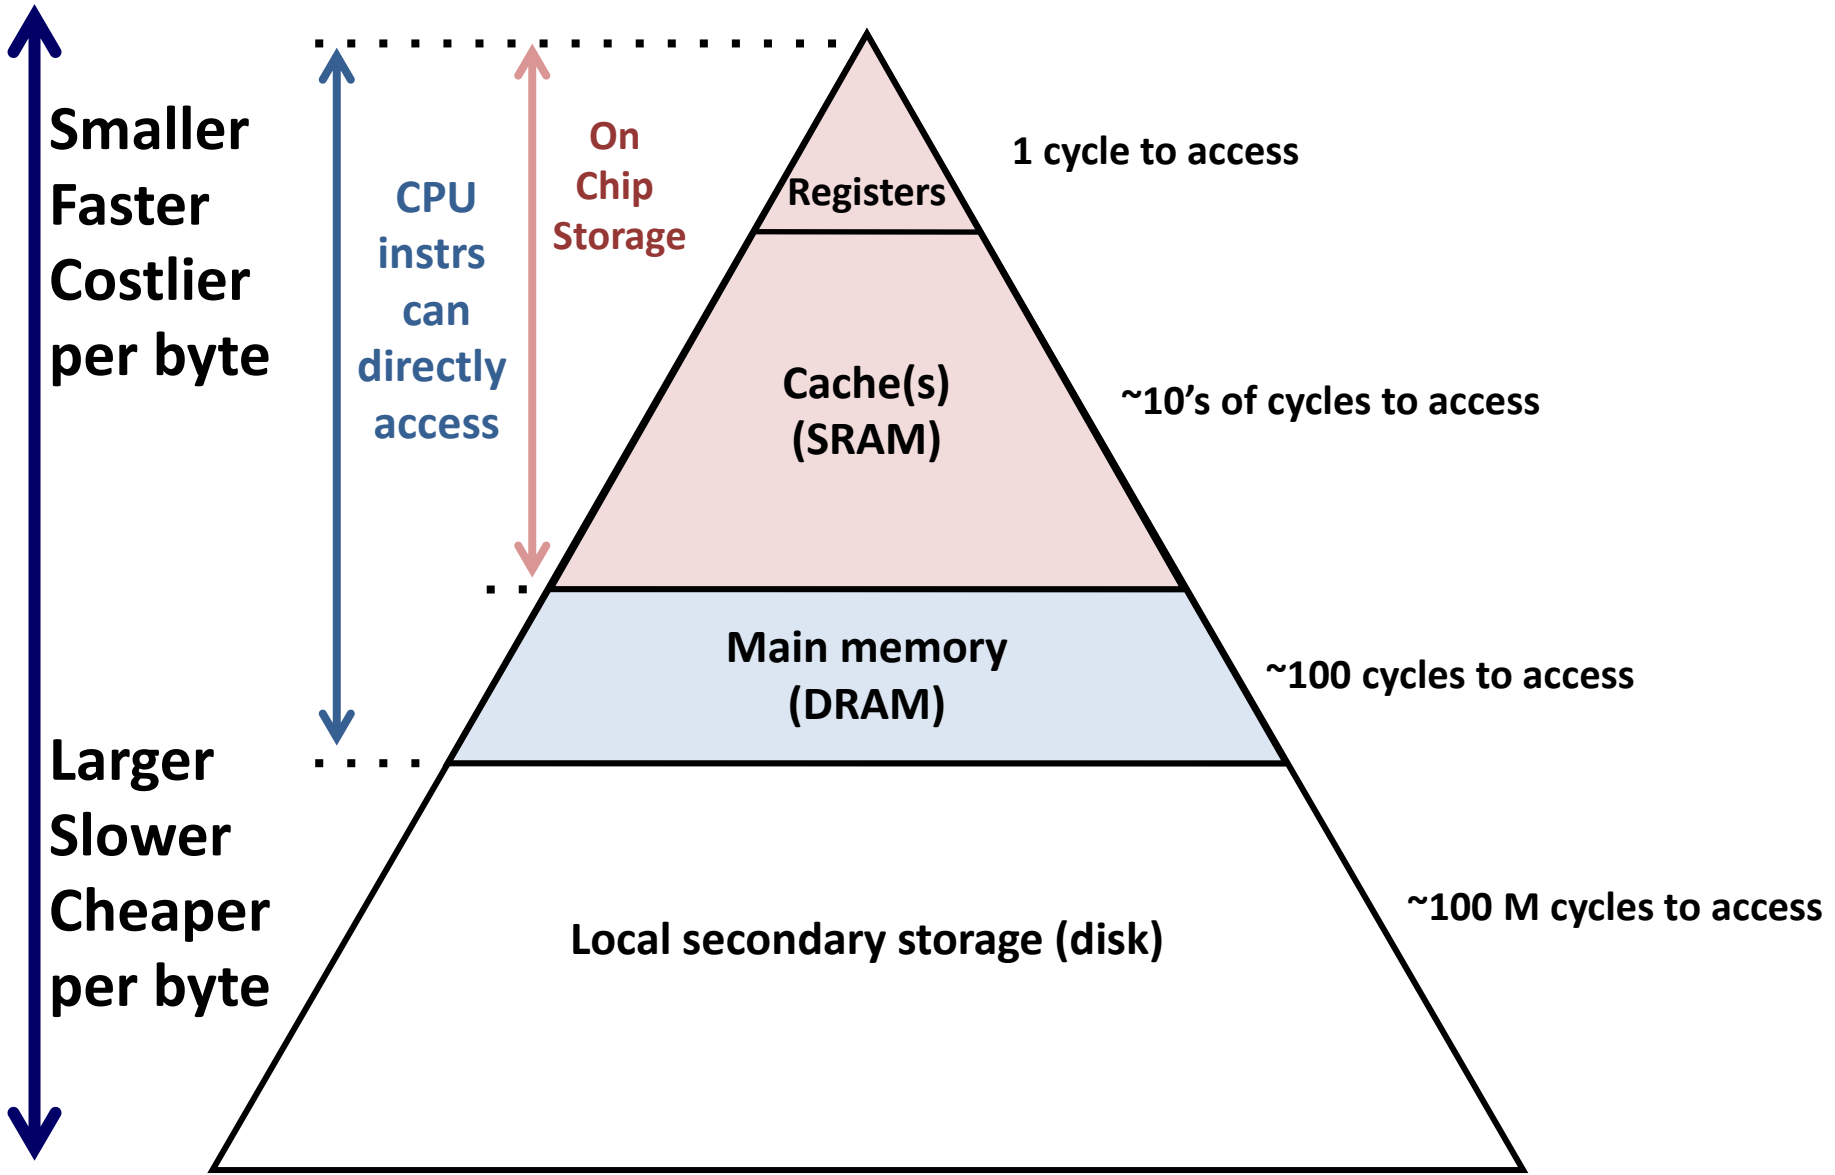 Smaller
Faster
Costlier
per byte
Larger
Slower
Cheaper
per byte
CPU
instrs
can
directly
access
On
Chip
Storage
Registers
Cache(s)
(SRAM)
Main memory
(DRAM)
Local secondary storage (disk)
1 cycle to access
~10’s of cycles to access
~100 cycles to access
~100 M cycles to access